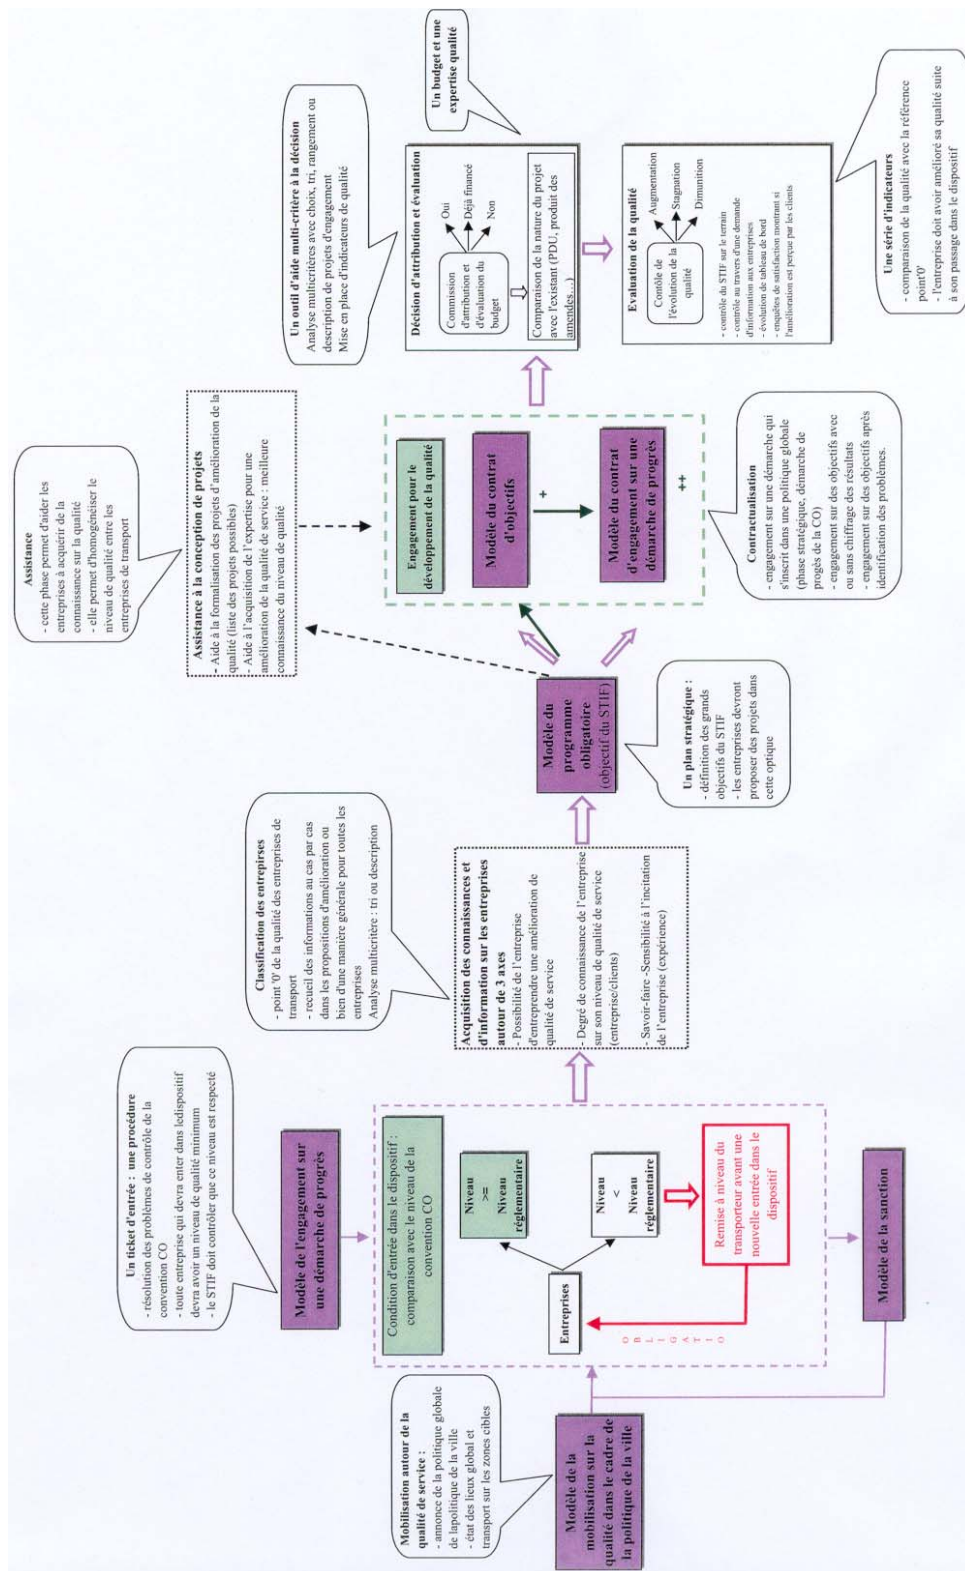 Mobilisation autour de la
qualité de service :
- annonce de la politique globale
de lapolitique de la ville
- état des lieux global et
transport sur les zones cibles
Modèle de la
mobilisation sur la
qualité dans le cadre de
la politique de la ville
Un ticket d'entrée : une procédure
- résolution des problèmes de contrôle de la
convention CO
- toute entreprise qui devra enter dans ledispositif
devra avoir un niveau de qualité minimum
- le STIF doit contrôler que ce niveau est respecté
Modèle de l'engagement sur
une démarche de progrès
Condition d'entrée dans le dispositif :
comparaison avec le niveau de la
convention CO
Niveau
>=
Niveau
réglementaire
Entreprises
Niveau
<
Niveau
réglementaire
O B L I G A T I O
Remise à niveau du
transporteur avant une
nouvelle entrée dans le
dispositif
Modèle de la sanction
Classification des entrepirses
- point '0' de la qualité des entreprises de
transport
- recueil des informations au cas par cas
dans les propositions d'amélioration ou
bien d'une manière générale pour toutes les
entreprises
Analyse multicritère : tri ou description
Acquisition des connaissances et
d'information sur les entreprises
autour de 3 axes
- Possibilité de l'entreprise
d'entreprendre une amélioration de
qualité de service
- Degré de connaissance de l'entreprise
sur son niveau de qualité de service
(entreprise/clients)
- Savoir-faire -Sensibilité à l'incitation
de l'entreprise (expérience)
Modèle du
programme
obligatoire
(objectif du STIF)
Un plan stratégique :
- définition des grands
objectifs du STIF
- les entreprises devront
proposer des projets dans
cette optique
Assistance
- cette phase permet d'aider les
entreprises à acquérir de la
connaissance sur la qualité
- elle permet d'homogénéiser le
niveau de qualité entre les
entreprises de transport
Assistance à la conception de projets
- Aide à la formalisation des projets d'amélioration de la
qualité (liste des projets possibles)
- Aide à l'acquisition de l'expertise pour une
amélioration de la qualité de service : meilleure
connaissance du niveau de qualité
Engagement pour le
développement de la qualité
Modèle du contrat
d'objectifs
+
Modèle du contrat
d'engagement sur une
démarche de progrès
++
Contractualisation
- engagement sur une démarche qui
s'inscrit dans une politique globale
(phase stratégique, démarche de
progès de la CO)
- engagement sur des objectifs avec
ou sans chiffrage des résultats
- engagement sur des objectifs après
identification des problèmes.
Un outil d'aide multi-critère à la décision
Analyse multicritères avec choix, tri, rangement ou
description de projets d'engagement
Mise en place d'indicateurs de qualité
Un budget et une
expertise qualité
Décision d'attribution et évaluation
Commission
d'attribution et
d'évaluation du
budget
Oui
Déjà financé
Non
Comparaison de la nature du projet
avec l'existant (PDU, produit des
amendes…)
Evaluation de la qualité
Contôle de
l'évolution de la
qualité
Augmentation
Stagnation
Dimunition
- contrôle du STIF sur le terrain
- contrôle au travers d'une demande
d'information aux entreprises
- évolution de tableau de bord
- enquêtes de satisfaction montrant si
l'amélioration est perçue par les clients
Une série d'indicateurs
- comparaison de la qualité avec la référence
point'0'
- l'entreprise doit avoir amélioré sa qualité suite
à son passage dans le dispositif